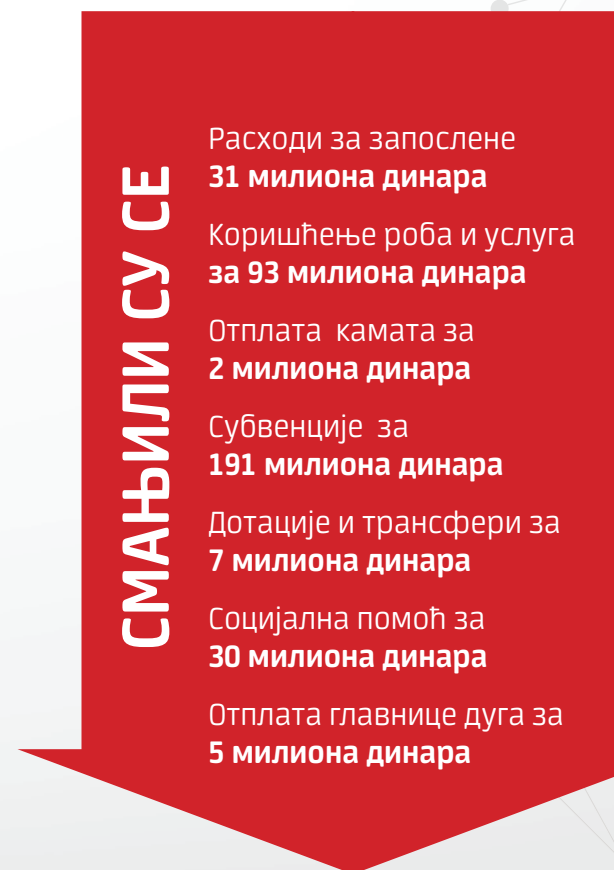 СМАЊИЛИ СУ СЕ
Расходи за запослене
31 милиона динара
Коришћење роба и услуга
за 93 милиона динара
Отплата камата за
2 милиона динара
Субвенције за
191 милиона динара
Дотације и трансфери за
7 милиона динара
Социјална помоћ за
30 милиона динара
Отплата главнице дуга за
5 милиона динара